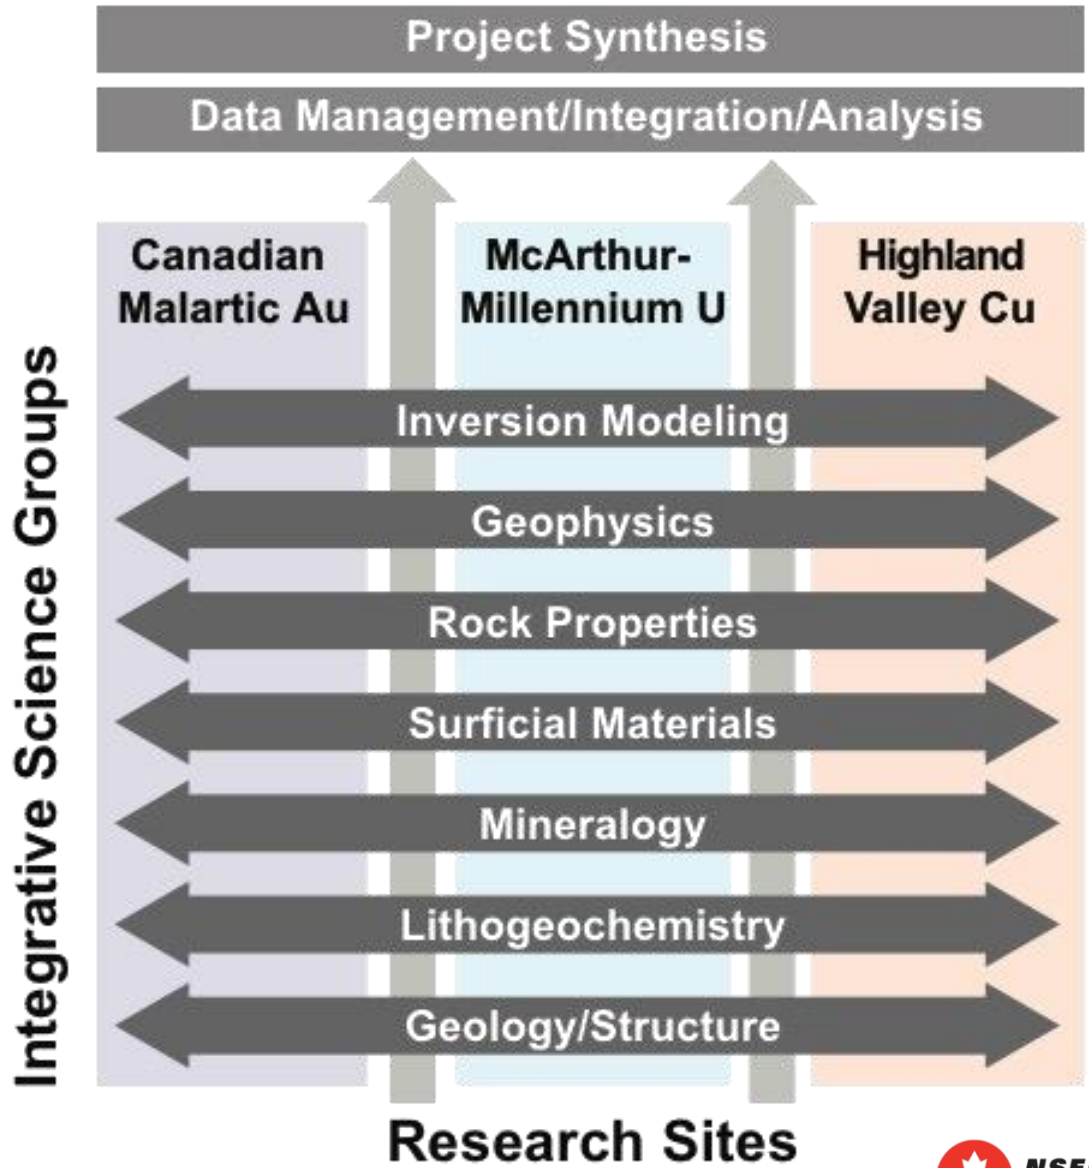 Project Synthesis
Data Management/Integration/Analysis
Canadian
Malartic Au
McArthur-
Millennium U
Highland
Valley Cu
Integrative Science Groups
Inversion Modeling
Geophysics
Rock Properties
Surficial Materials
Mineralogy
Lithogeochemistry
Geology/Structure
Research Sites